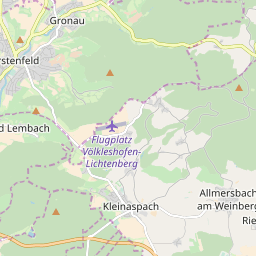 Gronau
rstenfeld
d Lembach
Flugplatz
Völkleshofen-
Lichtenberg
Allmersbach
am Weinberg
Rie
Kleinaspach